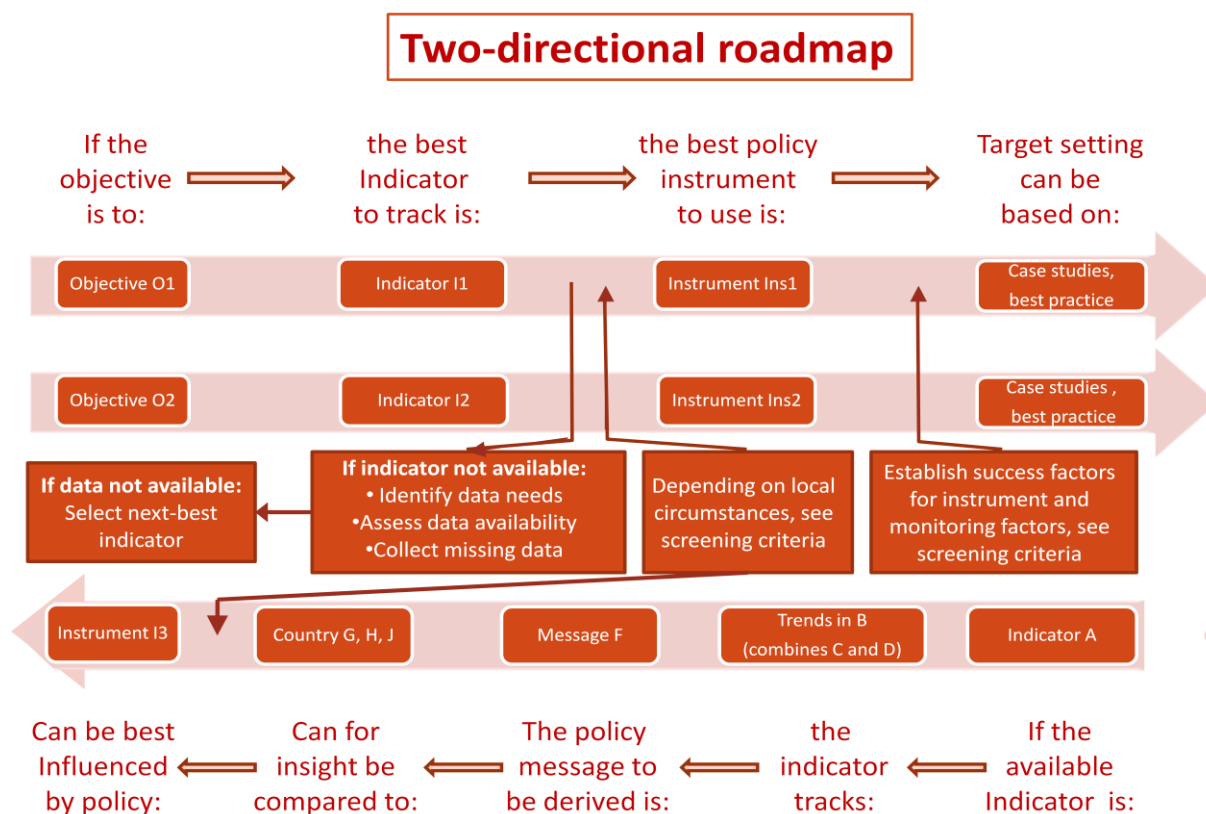 Two-directional roadmap
If the
objective
is to:
the best
Indicator
to track is:
the best policy
instrument
to use is:
Target setting
can be
based on:
Objective O1
Indicator I1
Instrument Ins1
Case studies,
best practice
Objective O2
Indicator I2
Instrument Ins2
Case studies ,
best practice
If data not available:
Select next-best
indicator
If indicator not available:
• Identify data needs
•Assess data availability
•Collect missing data
Depending on local
circumstances, see
screening criteria
Establish success factors
for instrument and
monitoring factors, see
screening criteria
Instrument I3
Country G, H, J
Message F
Trends in B
(combines C and D)
Indicator A
Can be best
Influenced
by policy:
Can for
insight be
compared to:
The policy
message to
be derived is:
the
indicator
tracks:
If the
available
Indicator is: